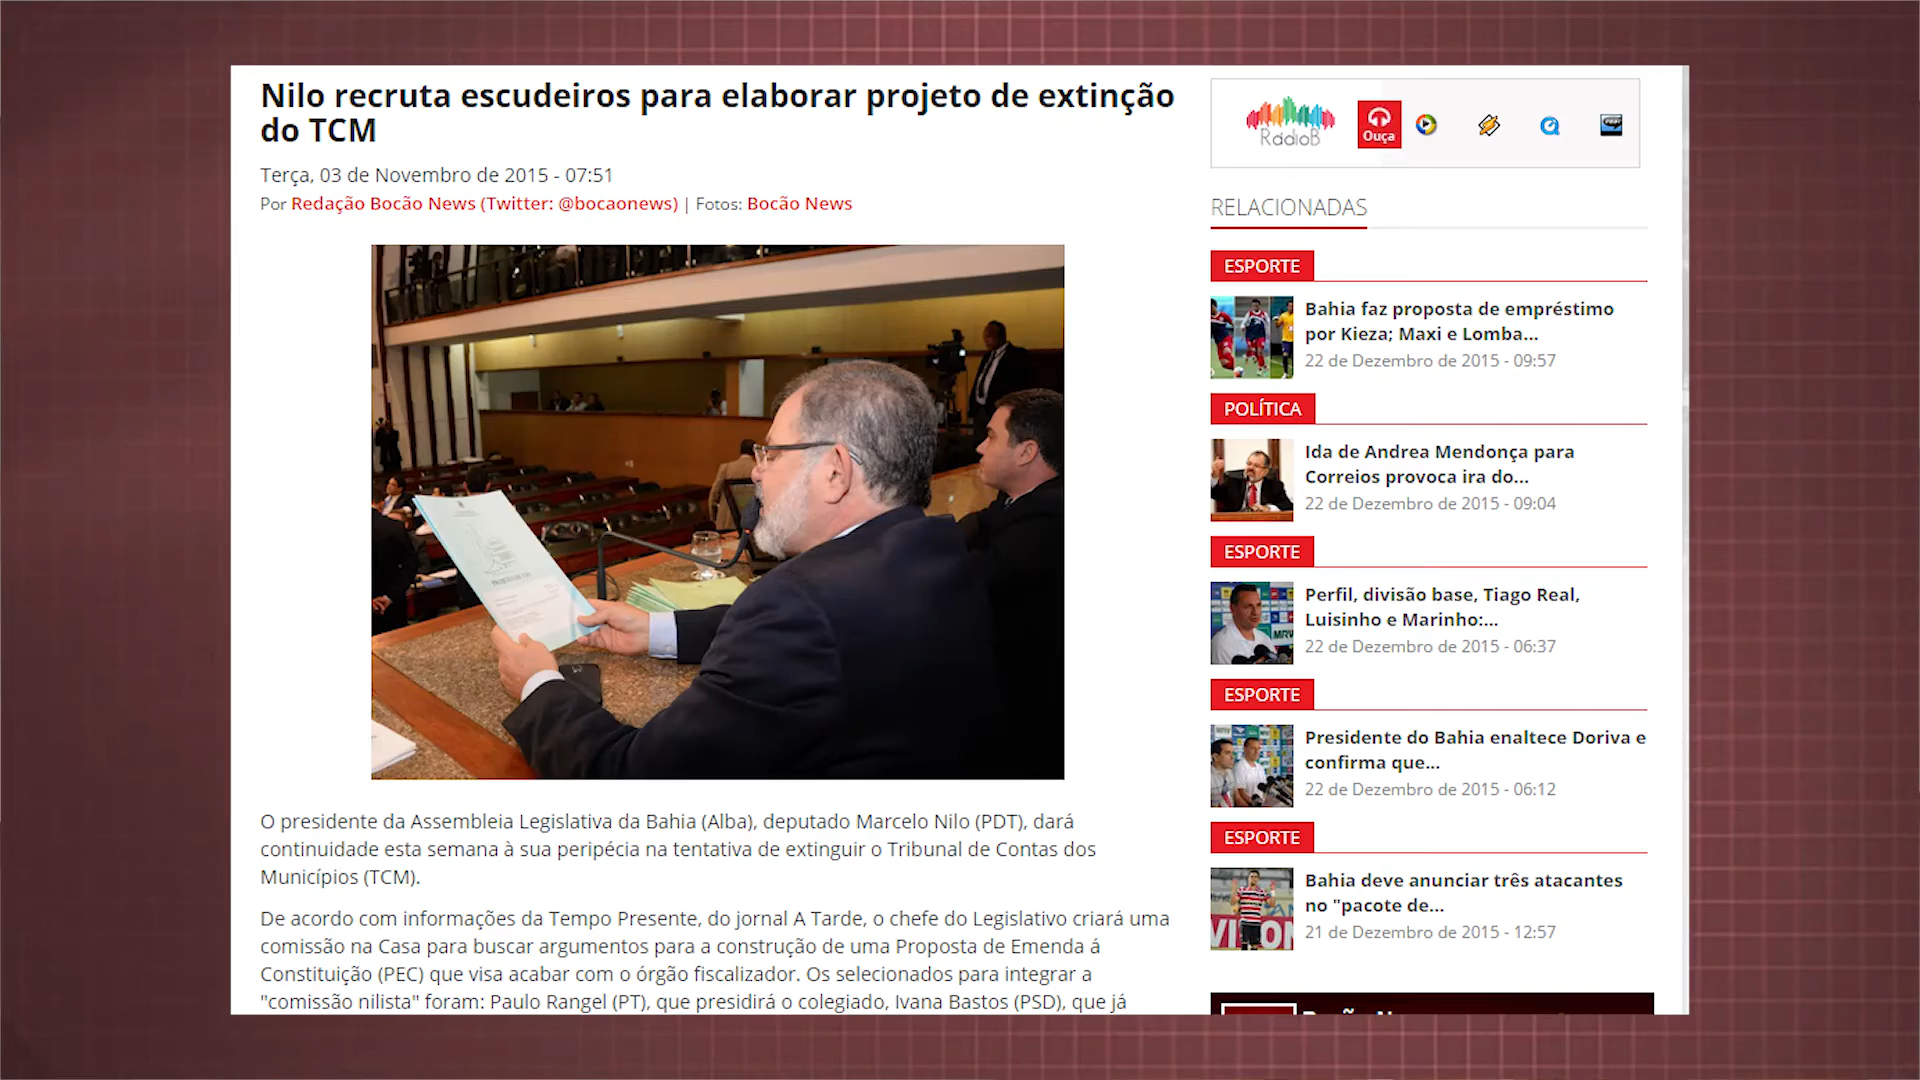 Nilo recruta escudeiros para elaborar projeto de extinção
do TCM
Terça, 03 de Novembro de 2015 - 07:51
Por Redação Bocão News (Twitter: @bocaonews) | Fotos: Bocão News
O presidente da Assembleia Legislativa da Bahia (Alba), deputado Marcelo Nilo (PDT), dará
continuidade esta semana à sua peripécia na tentativa de extinguir o Tribunal de Contas dos
Municípios (TCM).
De acordo com informações da Tempo Presente, do jornal A Tarde, o chefe do Legislativo criará uma
comissão na Casa para buscar argumentos para a construção de uma Proposta de Emenda á
Constituição (PEC) que visa acabar com o órgão fiscalizador. Os selecionados para integrar a
"comissão nilista" foram: Paulo Rangel (PT), que presidirá o colegiado, Ivana Bastos (PSD), que já
RádioB
Ouça
RELACIONADAS
ESPORTE
Bahia faz proposta de empréstimo
por Kieza; Maxi e Lomba...
22 de Dezembro de 2015 - 09:57
POLÍTICA
Ida de Andrea Mendonça para
Correios provoca ira do...
22 de Dezembro de 2015 - 09:04
ESPORTE
Perfil, divisão base, Tiago Real,
Luisinho e Marinho:...
22 de Dezembro de 2015 - 06:37
ESPORTE
Presidente do Bahia enaltece Doriva e
confirma que...
22 de Dezembro de 2015 - 06:12
ESPORTE
Bahia deve anunciar três atacantes
no "pacote de...
21 de Dezembro de 2015 - 12:57